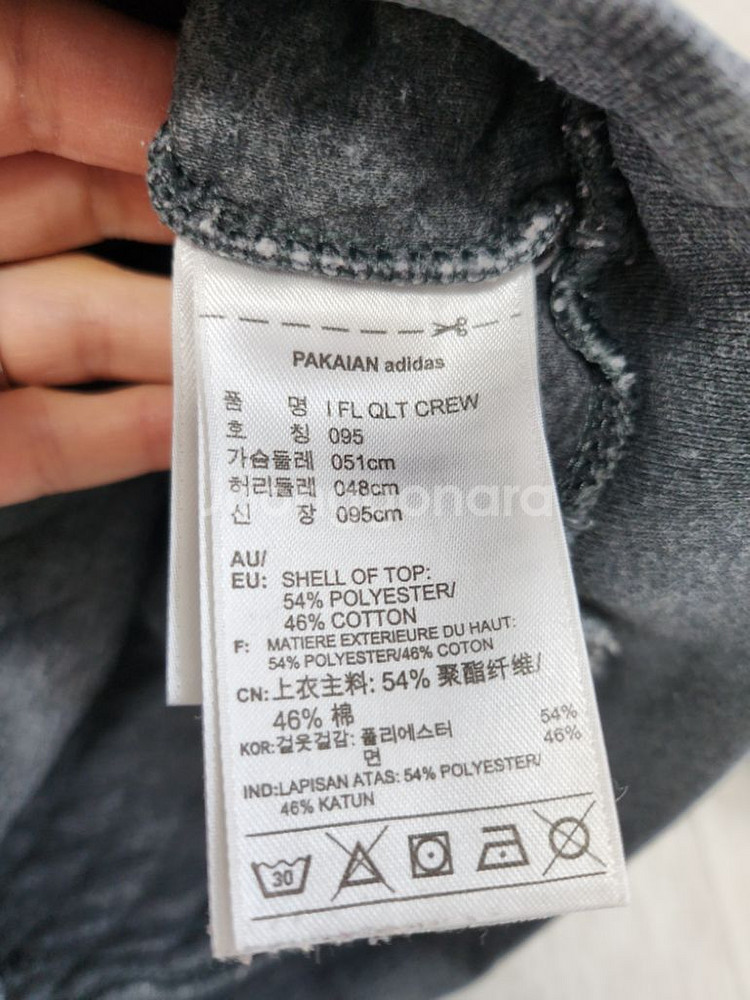 PAKAIAN adidas
품 명 I FL QLT CREW
호 칭 095
가슴둘레 051cm
허리둘레 048cm
신 장 095cm
AU/
EU: SHELL OF TOP:
54% POLYESTER/
46% COTTON
F: MATIERE EXTERIEURE DU HAUT:
54% POLYESTER/46% COTON
CN:上衣主料: 54% 聚酯纤维/
46% 棉
KOR:겉옷겉감: 폴리에스터 54%
면 46%
IND:LAPISAN ATAS: 54% POLYESTER/
46% KATUN
30